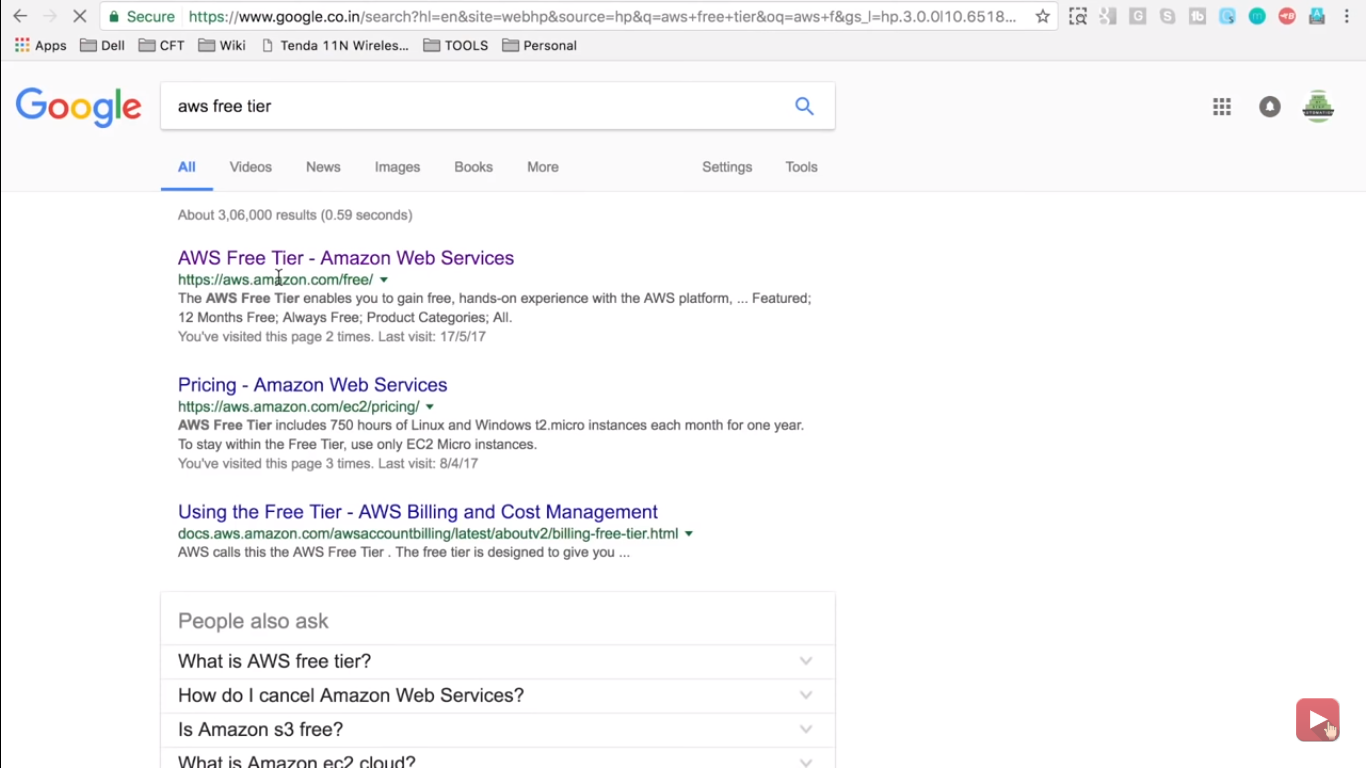 Secure https://www.google.co.in/search?hl=en&site=webhp&source=hp&q=aws+free+tier&oq=aws+f&gs_l=hp.3.0.0l10.6518...
Apps Dell CFT Wiki Tenda 11N Wireles... TOOLS Personal
Google
aws free tier
All Videos News Images Books More Settings Tools
About 3,06,000 results (0.59 seconds)
AWS Free Tier - Amazon Web Services
https://aws.amazon.com/free/
The AWS Free Tier enables you to gain free, hands-on experience with the AWS platform, ... Featured;
12 Months Free; Always Free; Product Categories; All.
You've visited this page 2 times. Last visit: 17/5/17
Pricing - Amazon Web Services
https://aws.amazon.com/ec2/pricing/
AWS Free Tier includes 750 hours of Linux and Windows t2.micro instances each month for one year.
To stay within the Free Tier, use only EC2 Micro instances.
You've visited this page 3 times. Last visit: 8/4/17
Using the Free Tier - AWS Billing and Cost Management
docs.aws.amazon.com/awsaccountbilling/latest/aboutv2/billing-free-tier.html
AWS calls this the AWS Free Tier . The free tier is designed to give you ...
People also ask
What is AWS free tier?
How do I cancel Amazon Web Services?
Is Amazon s3 free?
What is Amazon ec2 cloud?